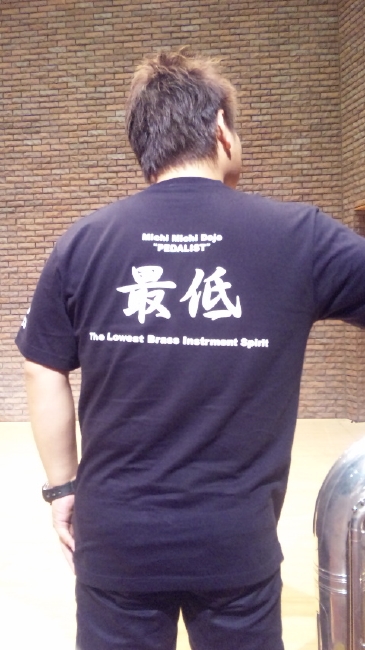 Michi Michi Dojo
"PEDALIST"
最低
The Lowest Brass Instrment Spirit